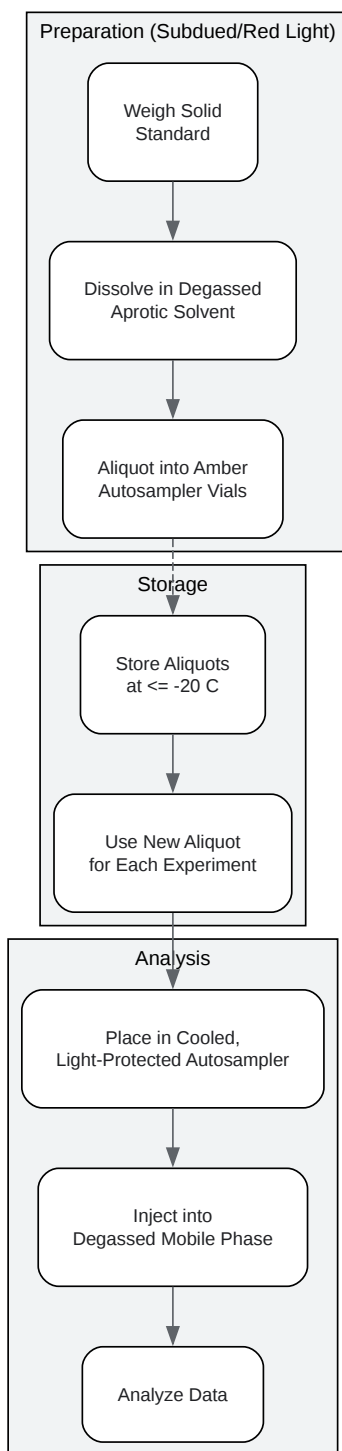 Preparation (Subdued/Red Light)
Weigh Solid
Standard
Dissolve in Degassed
Aprotic Solvent
Aliquot into Amber
Autosampler Vials
Storage
Store Aliquots
at <= -20 C
Use New Aliquot
for Each Experiment
Analysis
Place in Cooled,
Light-Protected Autosampler
Inject into
Degassed Mobile Phase
Analyze Data